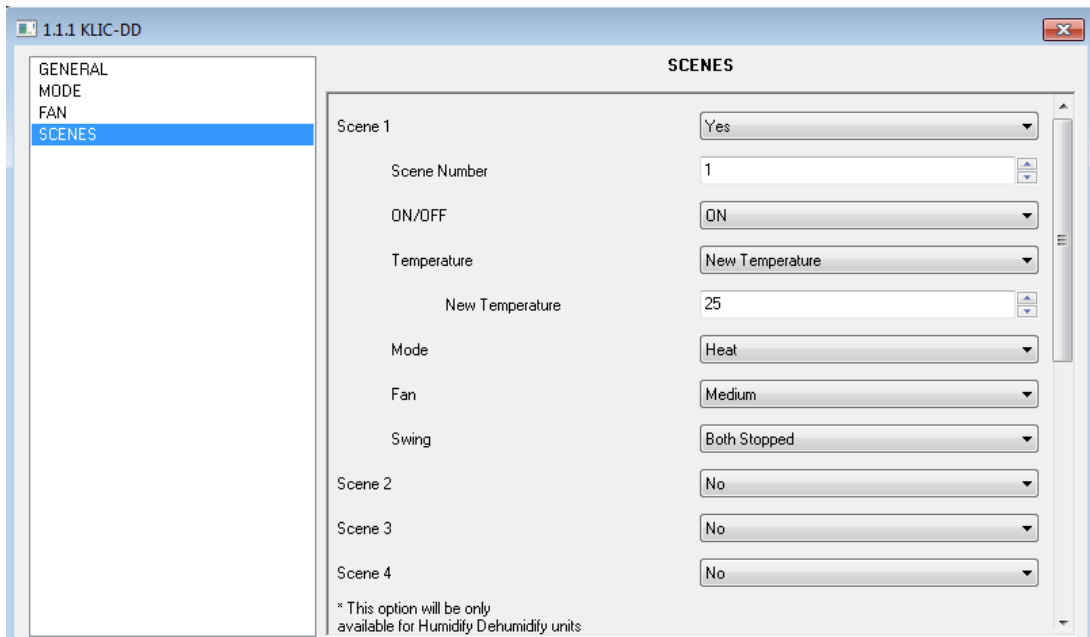 1.1.1 KLIC-DD
GENERAL
MODE
FAN
SCENES
SCENES
Scene 1 Yes
Scene Number 1
ON/OFF ON
Temperature New Temperature
New Temperature 25
Mode Heat
Fan Medium
Swing Both Stopped
Scene 2 No
Scene 3 No
Scene 4 No
* This option will be only
available for Humidify Dehumidify units